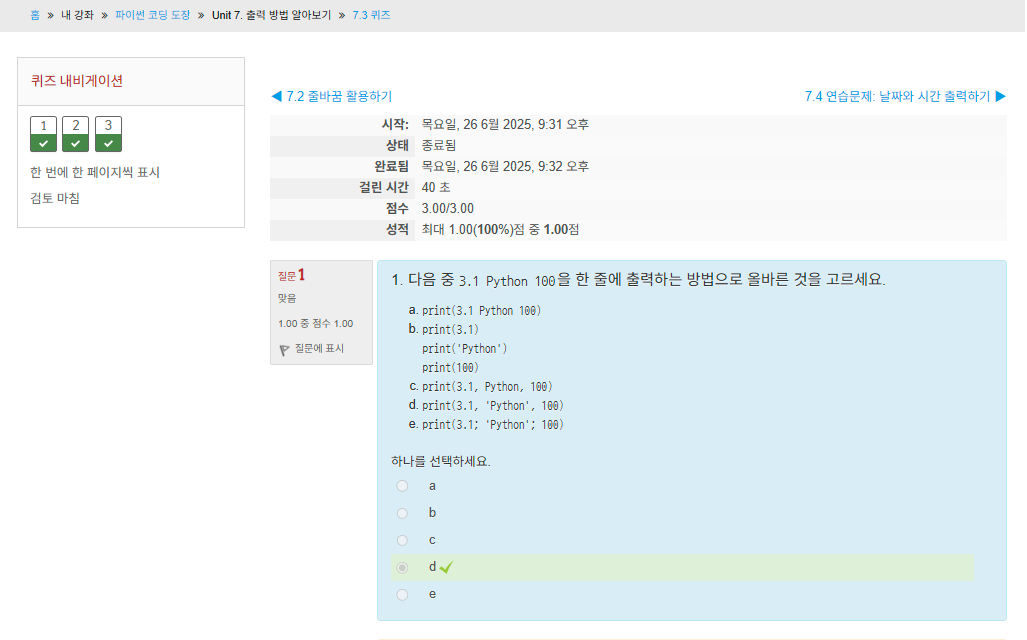 홈 » 내 강좌 » 파이썬 코딩 도장 » Unit 7. 출력 방법 알아보기 » 7.3 퀴즈
퀴즈 내비게이션
1 2 3
한 번에 한 페이지씩 표시
검토 마침
◀ 7.2 줄바꿈 활용하기
7.4 연습문제: 날짜와 시간 출력하기 ▶
시작: 목요일, 26 6월 2025, 9:31 오후
상태 종료됨
완료됨 목요일, 26 6월 2025, 9:32 오후
걸린 시간 40 초
점수 3.00/3.00
성적 최대 1.00(100%)점 중 1.00점
질문 1
맞음
1.00 중 점수 1.00
질문에 표시
1. 다음 중 3.1 Python 100을 한 줄에 출력하는 방법으로 올바른 것을 고르세요.
a. print(3.1 Python 100)
b. print(3.1)
print('Python')
print(100)
c. print(3.1, Python, 100)
d. print(3.1, 'Python', 100)
e. print(3.1; 'Python'; 100)
하나를 선택하세요.
a
b
c
d
e